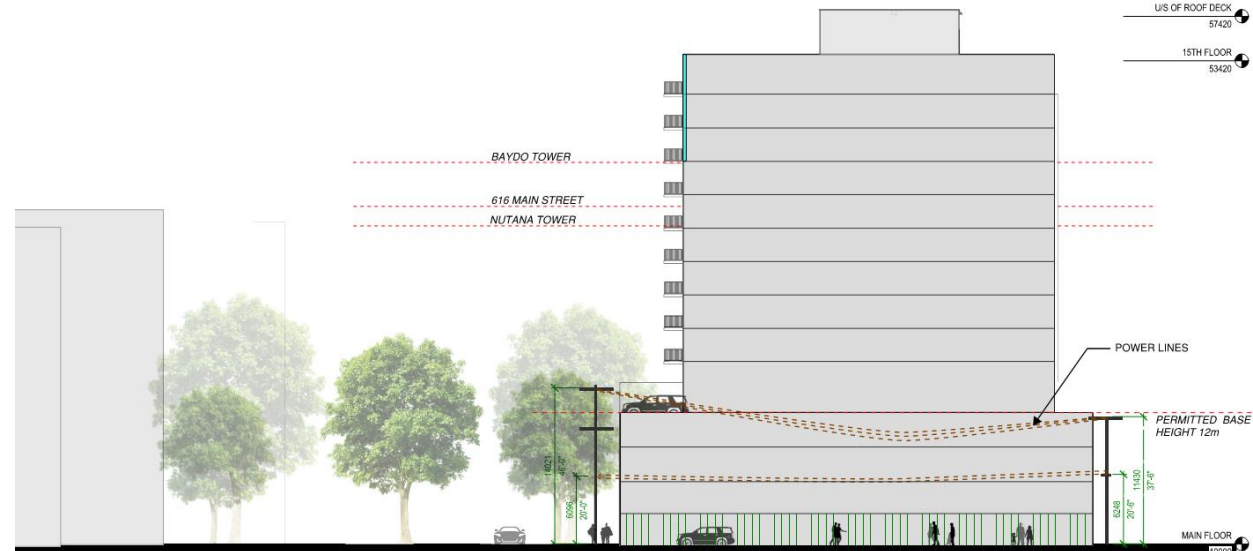 U/S OF ROOF DECK
57420
15TH FLOOR
53420
BAYDO TOWER
616 MAIN STREET
NUTANA TOWER
POWER LINES
PERMITTED BASE
HEIGHT 12m
14021
46'-0"
6096
20'-0"
11430
37'-6"
6248
20'-6"
MAIN FLOOR